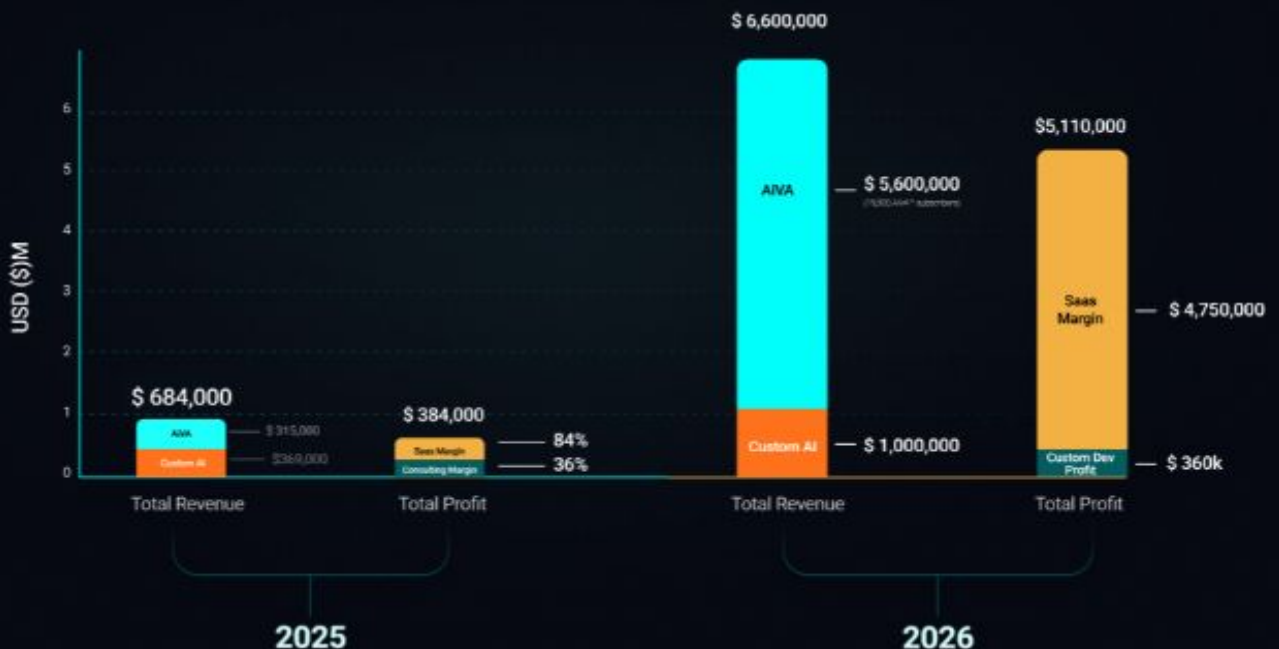 $ 6,600,000
$5,110,000
USD ($)M
6
5
4
3
2
1
0
AIVA
$ 5,600,000
Saas
Margin
$ 4,750,000
$ 684,000
AIVA
$ 315,000
Custom AI
$369,000
$ 384,000
Saas Margin
84%
Consulting Margin
36%
Custom AI
$ 1,000,000
Custom Dev
Profit
$ 360k
Total Revenue
Total Profit
Total Revenue
Total Profit
2025
2026